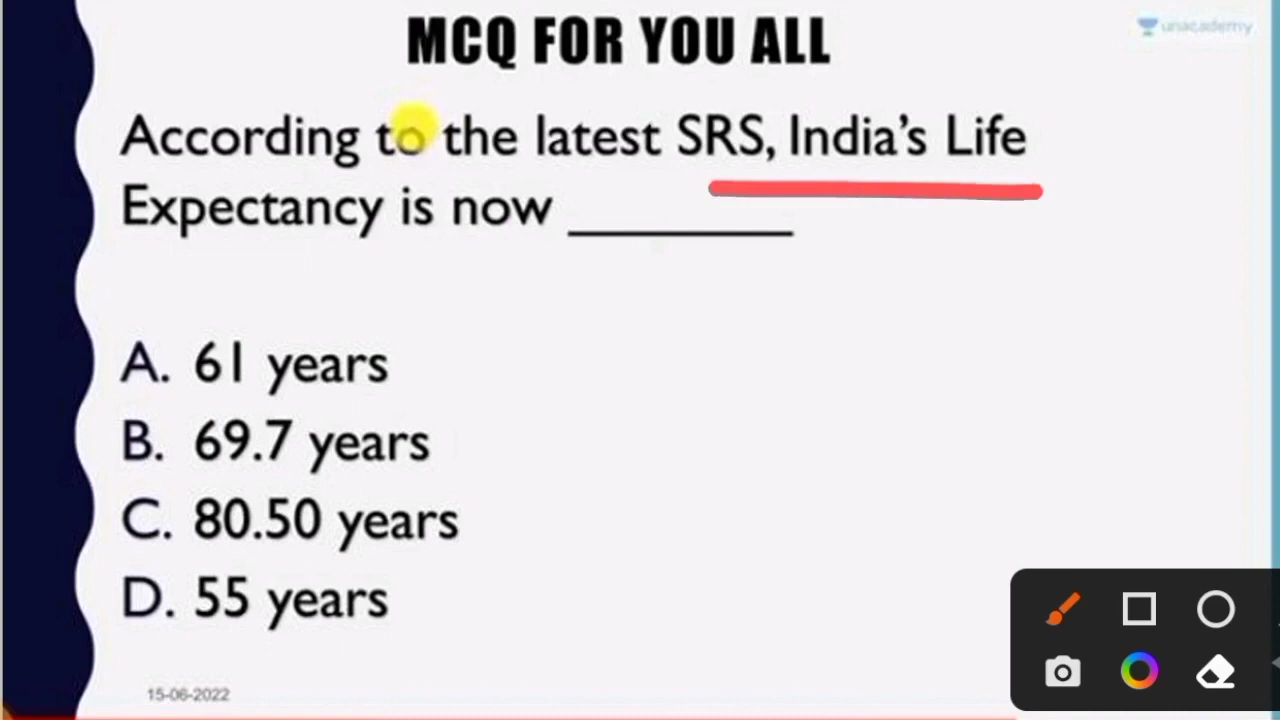 MCQ FOR YOU ALL
unacademy
According to the latest SRS, India's Life
Expectancy is now ________
A. 61 years
B. 69.7 years
C. 80.50 years
D. 55 years
15-06-2022